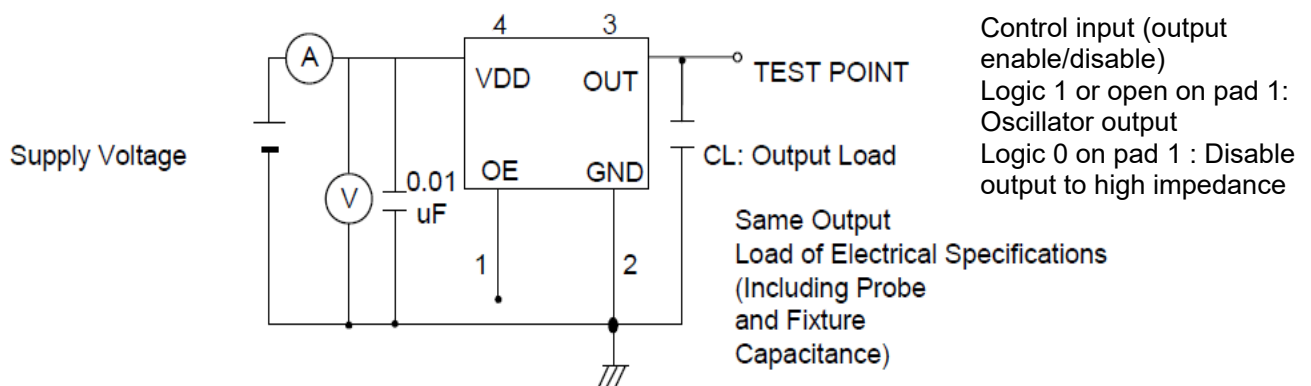 4
3
A
VDD
OUT
TEST POINT
Supply Voltage
OE
GND
CL: Output Load
V
0.01
uF
1
2
Same Output
Load of Electrical Specifications
(Including Probe
and Fixture
Capacitance)
Control input (output
enable/disable)
Logic 1 or open on pad 1:
Oscillator output
Logic 0 on pad 1 : Disable
output to high impedance